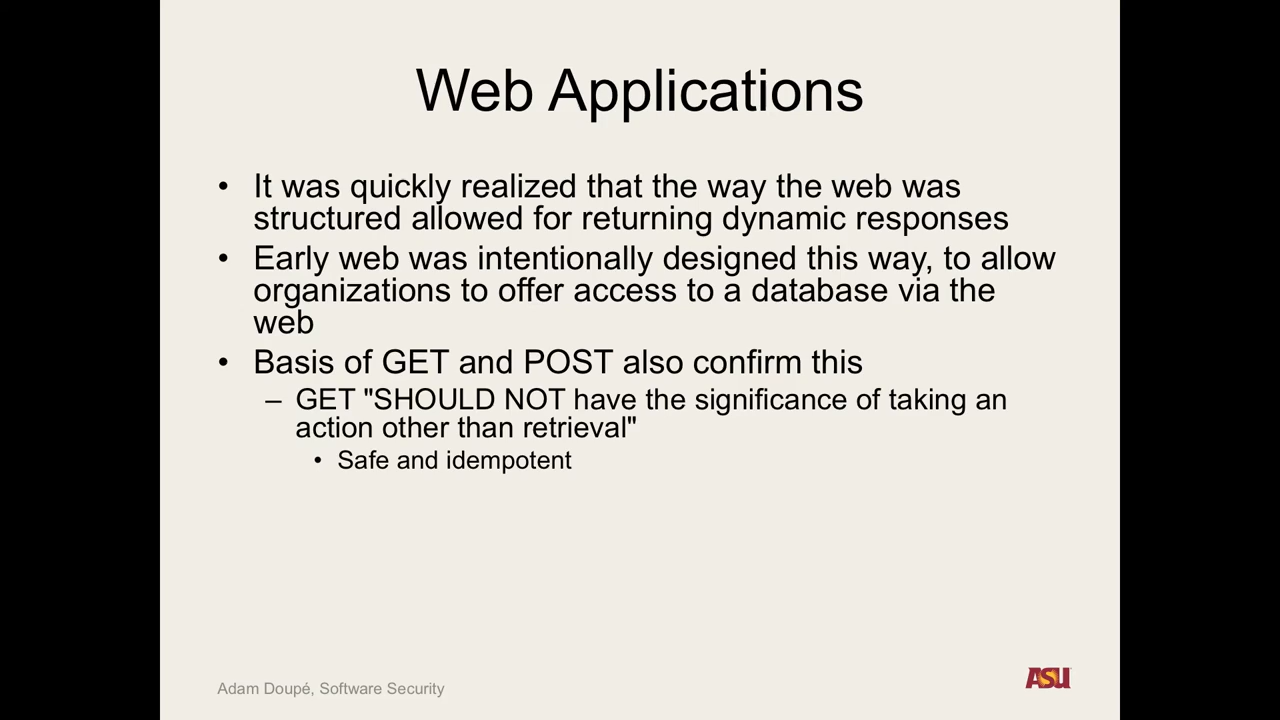 Web Applications
• It was quickly realized that the way the web was
structured allowed for returning dynamic responses
• Early web was intentionally designed this way, to allow
organizations to offer access to a database via the
web
• Basis of GET and POST also confirm this
– GET "SHOULD NOT have the significance of taking an
action other than retrieval"
• Safe and idempotent
Adam Doupé, Software Security
ASU